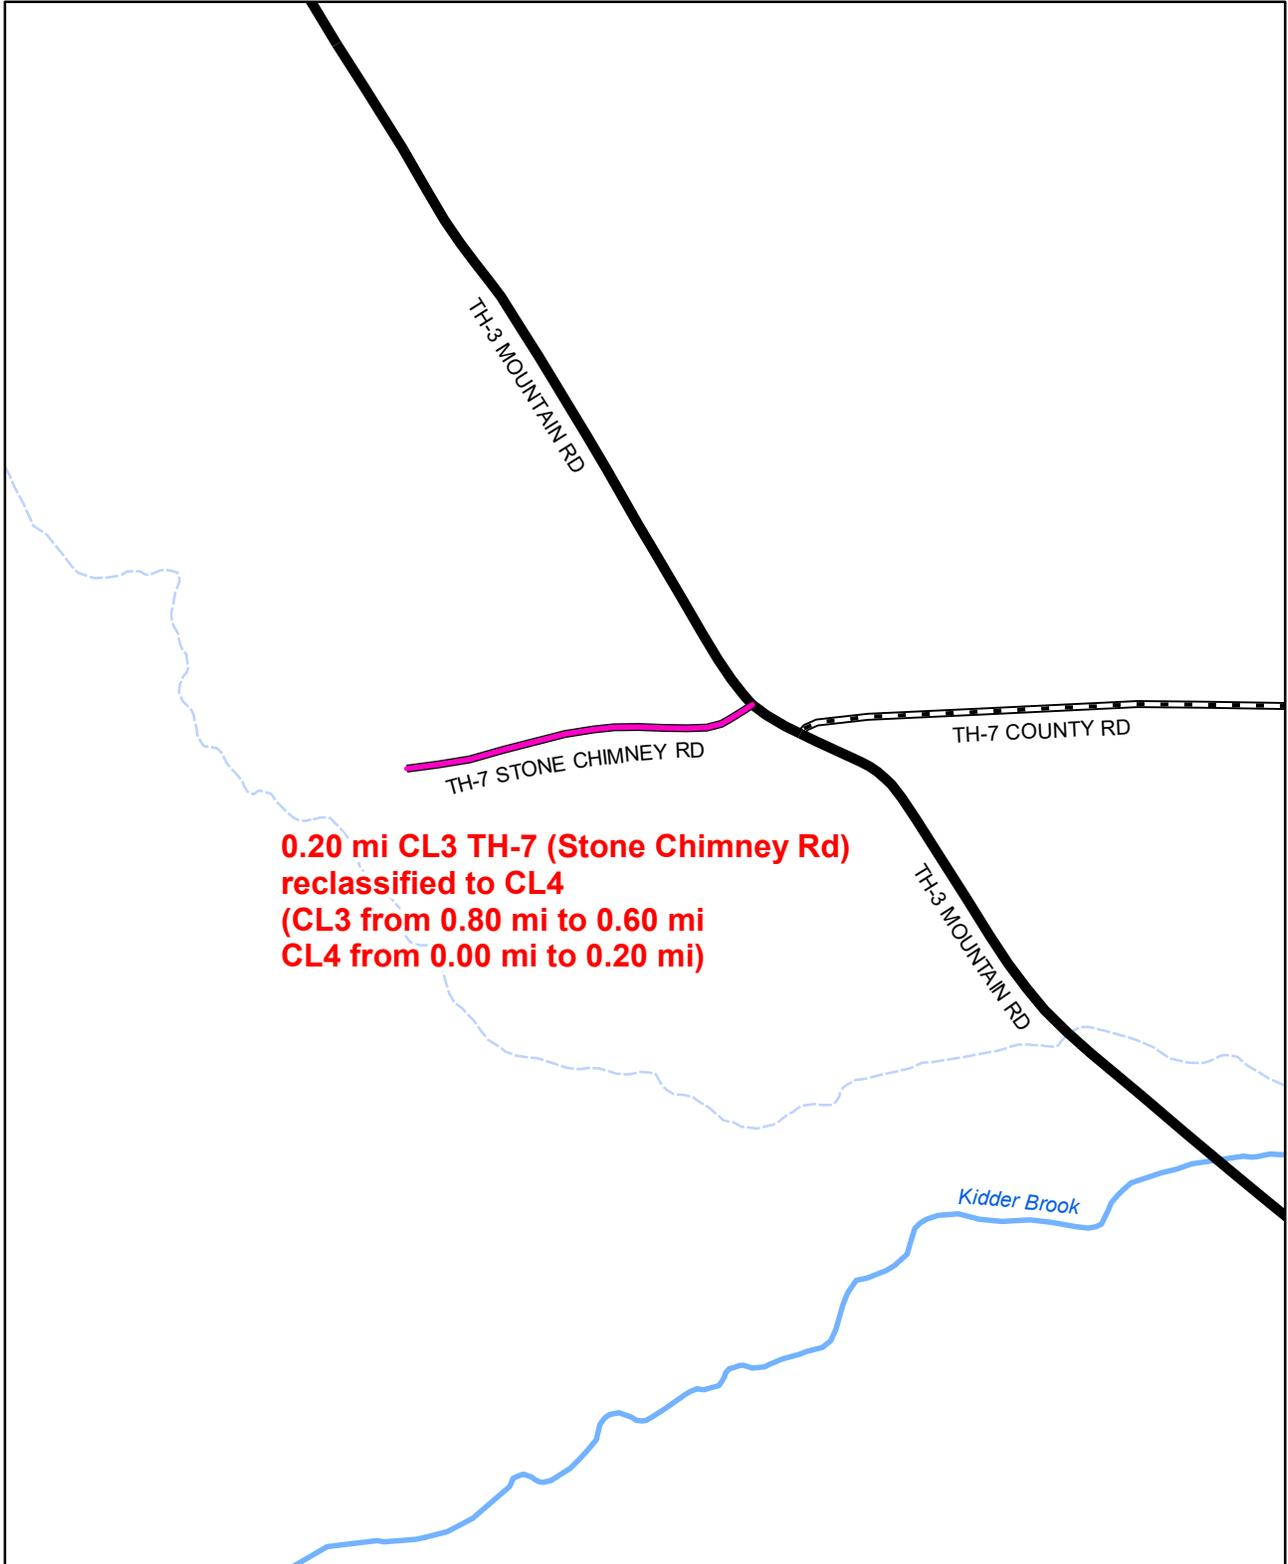 TH-3 MOUNTAIN RD
TH-7 COUNTY RD
TH-7 STONE CHIMNEY RD
0.20 mi CL3 TH-7 (Stone Chimney Rd)
reclassified to CL4
(CL3 from 0.80 mi to 0.60 mi
CL4 from 0.00 mi to 0.20 mi)
TH-3 MOUNTAIN RD
Kidder Brook